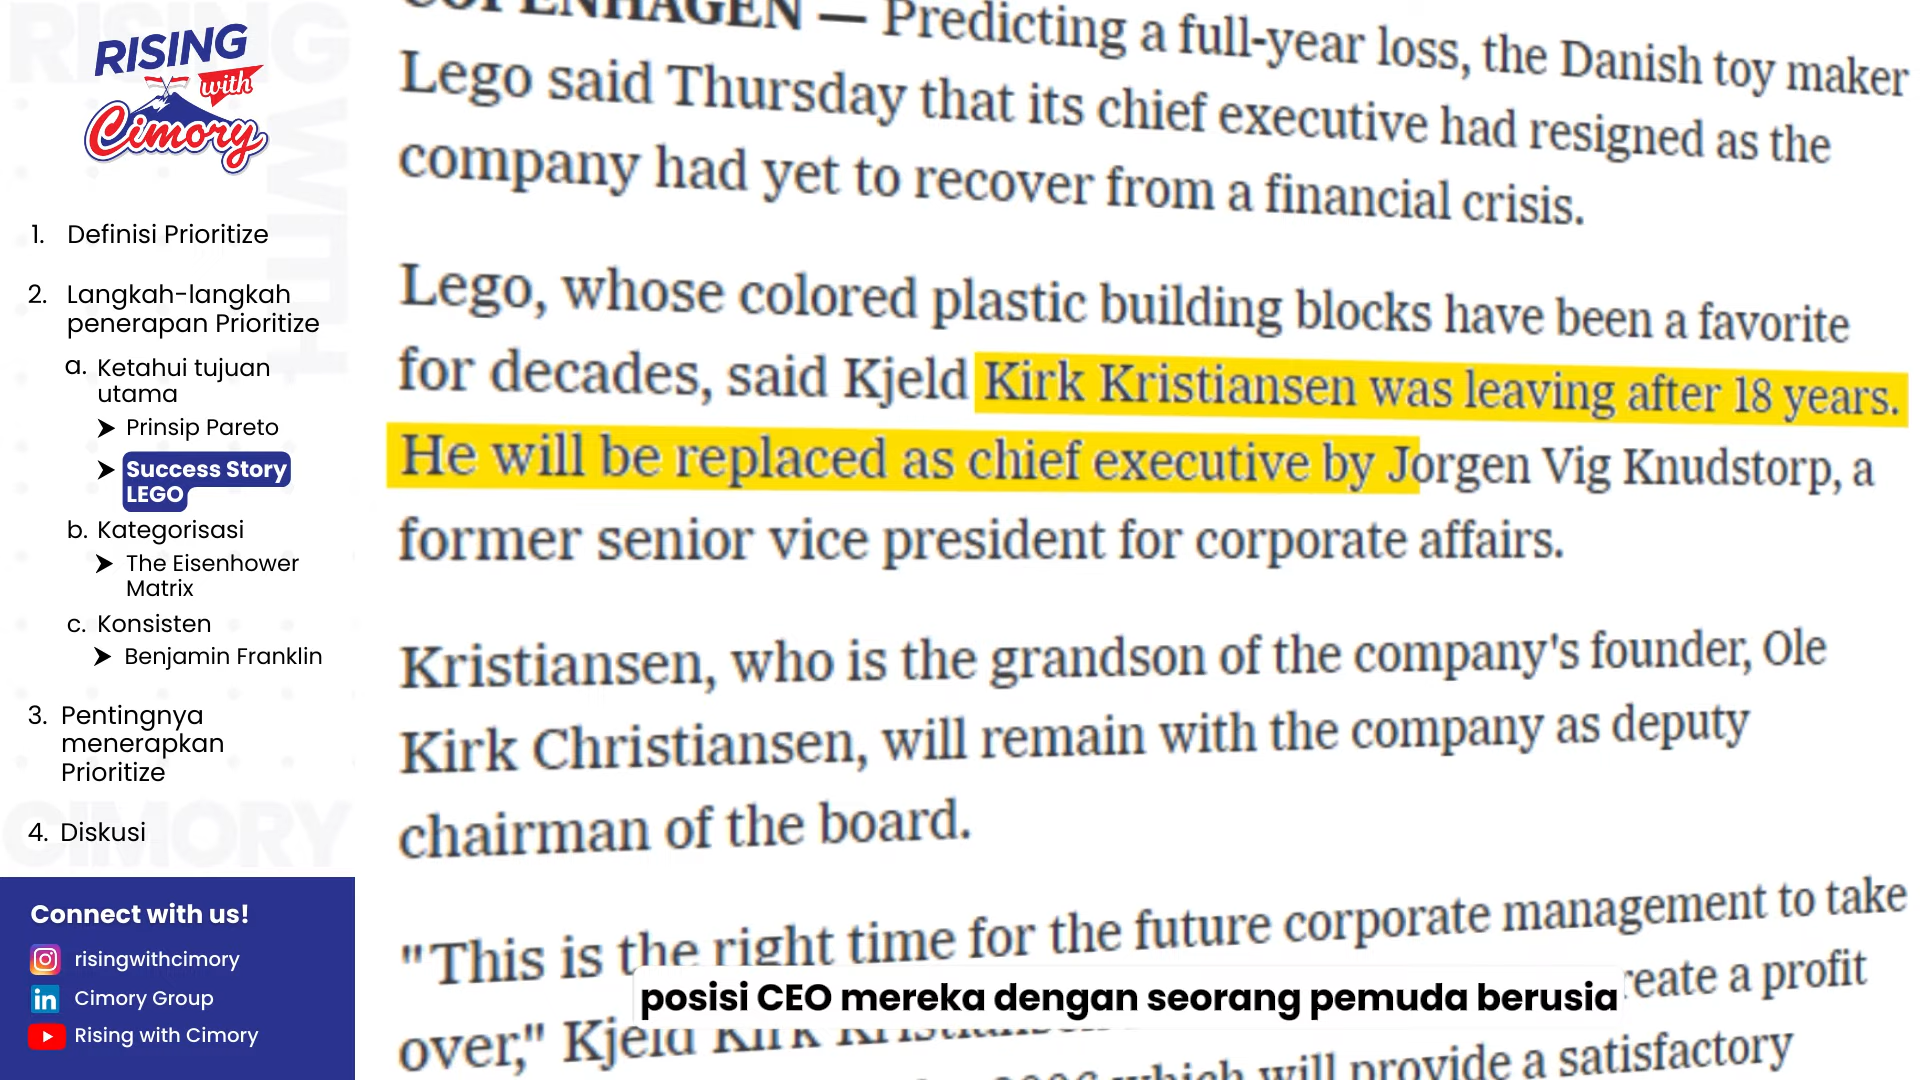 RISING
with
Cimory
1. Definisi Prioritize
2. Langkah-langkah
penerapan Prioritize
a. Ketahui tujuan
utama
➤ Prinsip Pareto
➤ Success Story
LEGO
b. Kategorisasi
➤ The Eisenhower
Matrix
c. Konsisten
➤ Benjamin Franklin
3. Pentingnya
menerapkan
Prioritize
4. Diskusi
Connect with us!
risingwithcimory
Cimory Group
Rising with Cimory
COPENHAGEN — Predicting a full-year loss, the Danish toy maker
Lego said Thursday that its chief executive had resigned as the
company had yet to recover from a financial crisis.
Lego, whose colored plastic building blocks have been a favorite
for decades, said Kjeld Kirk Kristiansen was leaving after 18 years.
He will be replaced as chief executive by Jorgen Vig Knudstorp, a
former senior vice president for corporate affairs.
Kristiansen, who is the grandson of the company's founder, Ole
Kirk Christiansen, will remain with the company as deputy
chairman of the board.
"This is the right time for the future corporate management to take
over," Kjeld Kirk a profit
which will provide a satisfactory
posisi CEO mereka dengan seorang pemuda berusia